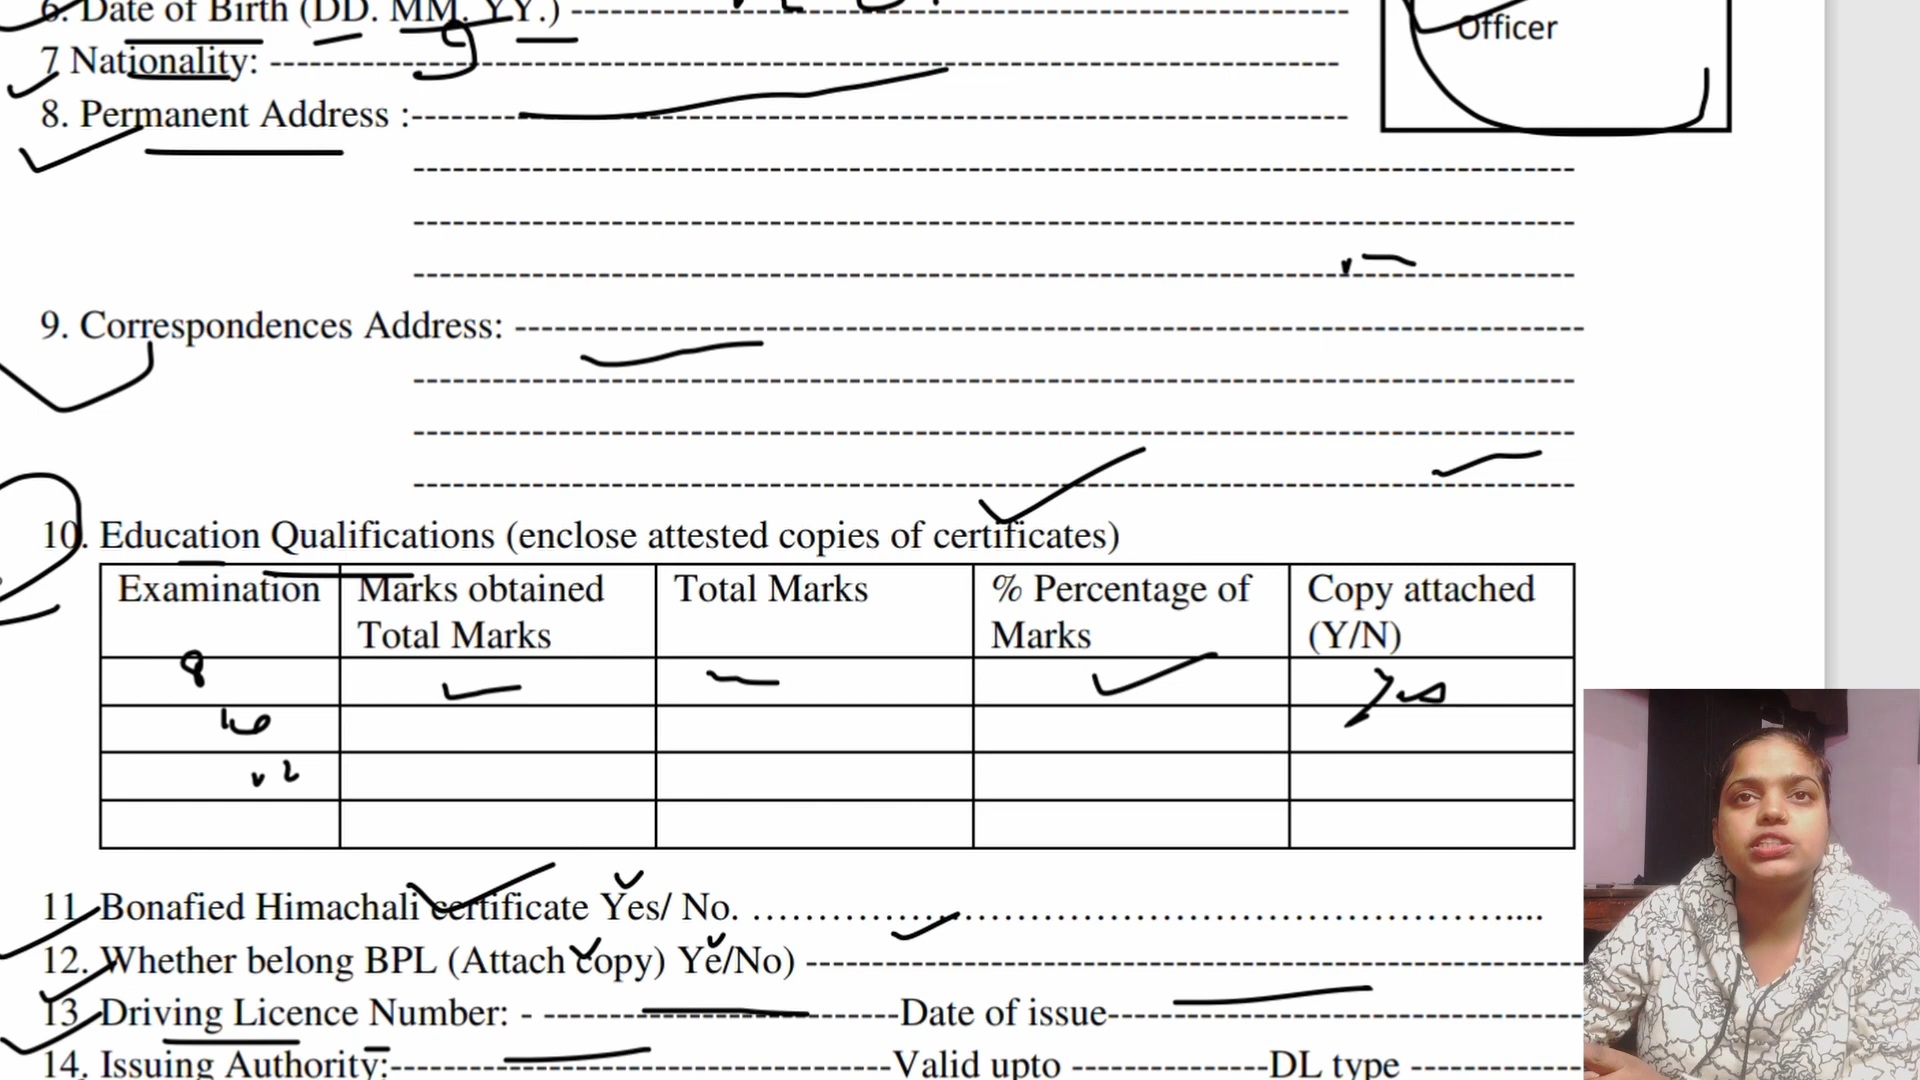 6. Date of Birth (DD. MM. YY.) -----------------------------------------------
Officer
7 Nationality: -----------------------------------------------
8. Permanent Address :-----------------------------------------------
-----------------------------------------------
-----------------------------------------------
-----------------------------------------------
9. Correspondences Address: -----------------------------------------------
-----------------------------------------------
-----------------------------------------------
-----------------------------------------------
10. Education Qualifications (enclose attested copies of certificates)
Examination Marks obtained Total Marks Total Marks % Percentage of Marks Copy attached (Y/N)
8 Yes
10
12
11. Bonafied Himachali certificate Yes/ No. ....................................
12. Whether belong BPL (Attach copy) Ye/No) -----------------------------------------------
13. Driving Licence Number: - -----------------------Date of issue------------------------------
14. Issuing Authority:--------------------------------Valid upto -------------DL type -----------